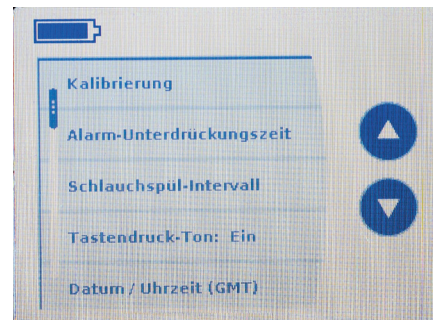 Kalibrierung
Alarm-Unterdrückungszeit
Schlauchspül-Intervall
Tastendruck-Ton: Ein
Datum / Uhrzeit (GMT)